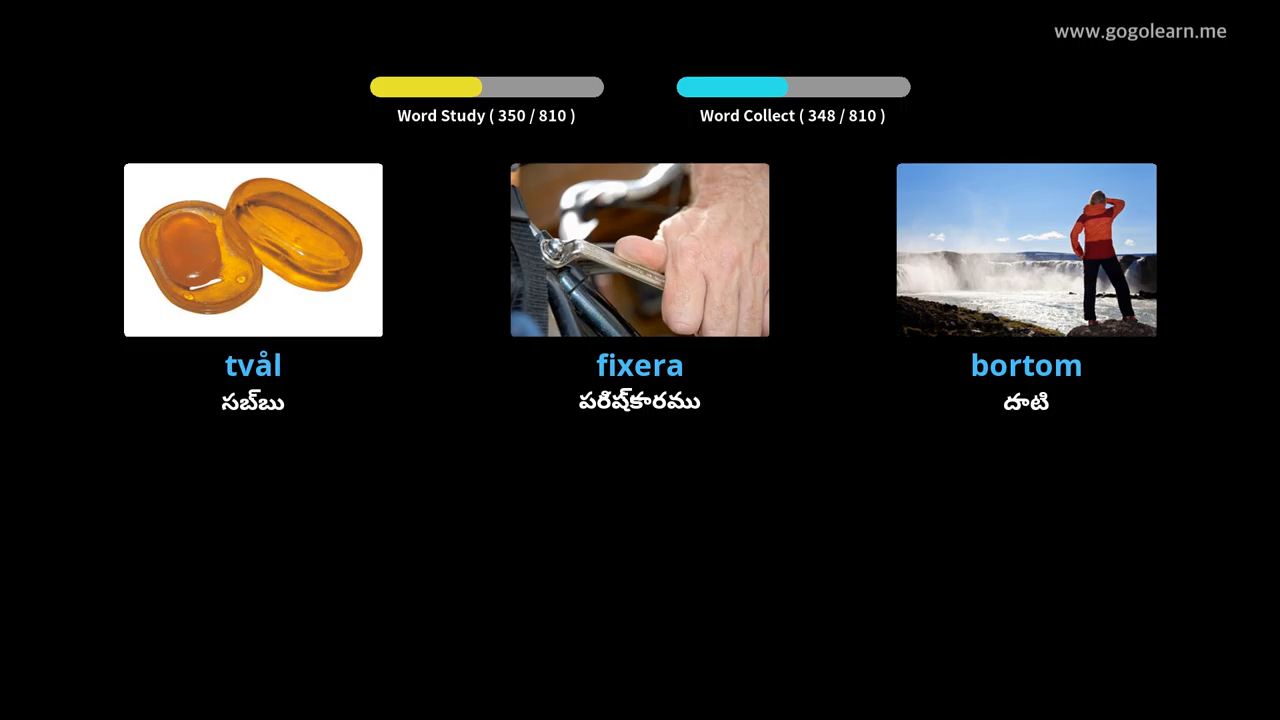 www.gogolearn.me
Word Study ( 350 / 810 )
Word Collect ( 348 / 810 )
tvål
fixera
bortom
సబ్‌బు
పరిష్‌కారము
దాటి